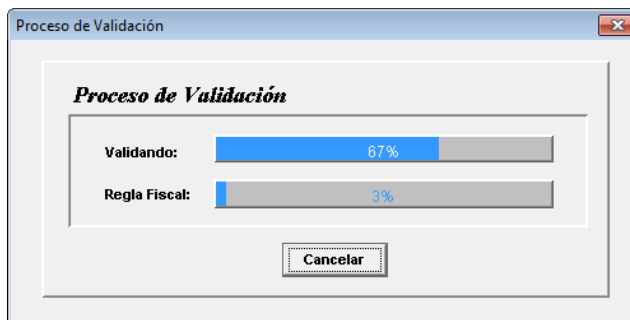 Proceso de Validación
Proceso de Validación
Validando: 67%
Regla Fiscal: 3%
Cancelar